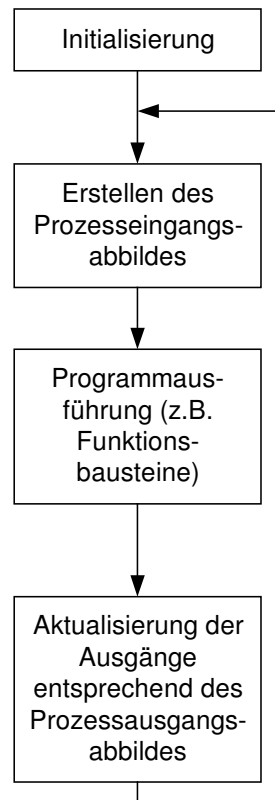 Initialisierung
Erstellen des
Prozesseingangs-
abbildes
Programmaus-
führung (z.B.
Funktions-
bausteine)
Aktualisierung der
Ausgänge
entsprechend des
Prozessausgangs-
abbildes